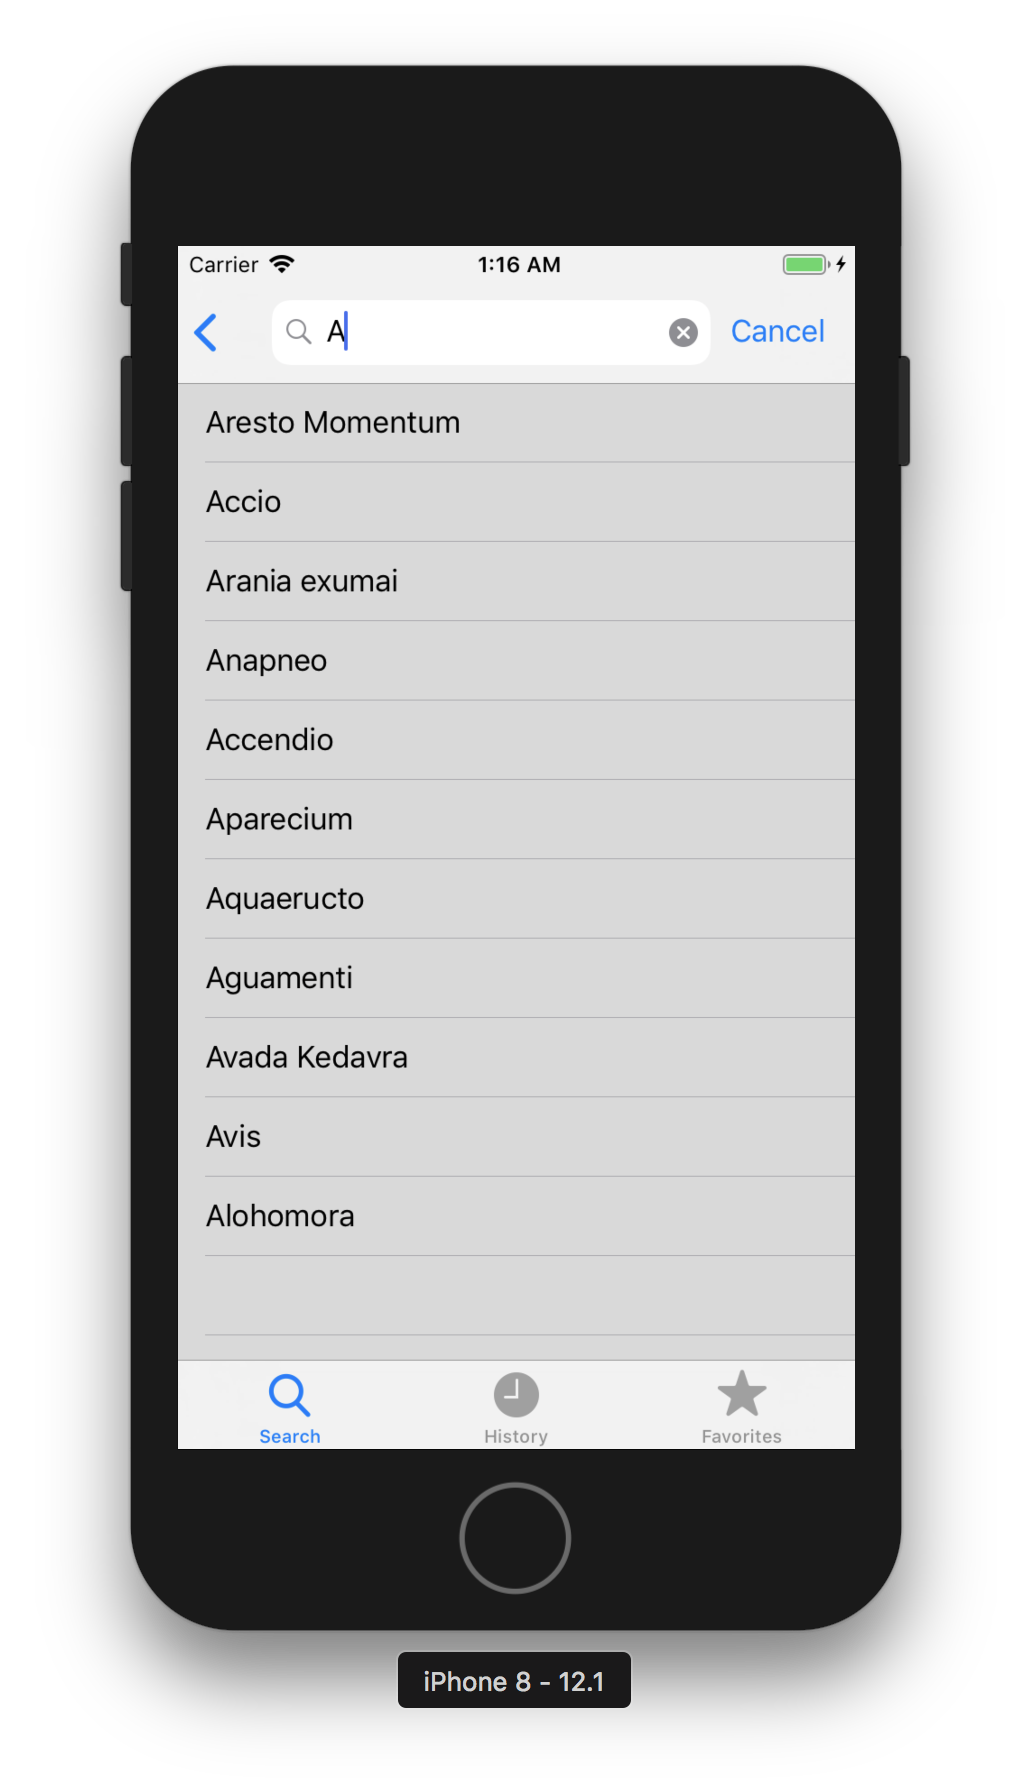 Carrier 1:16 AM
A Cancel
Aresto Momentum
Accio
Arania exumai
Anapneo
Accendio
Aparecium
Aquaeructo
Aguamenti
Avada Kedavra
Avis
Alohomora
Search History Favorites
iPhone 8 - 12.1